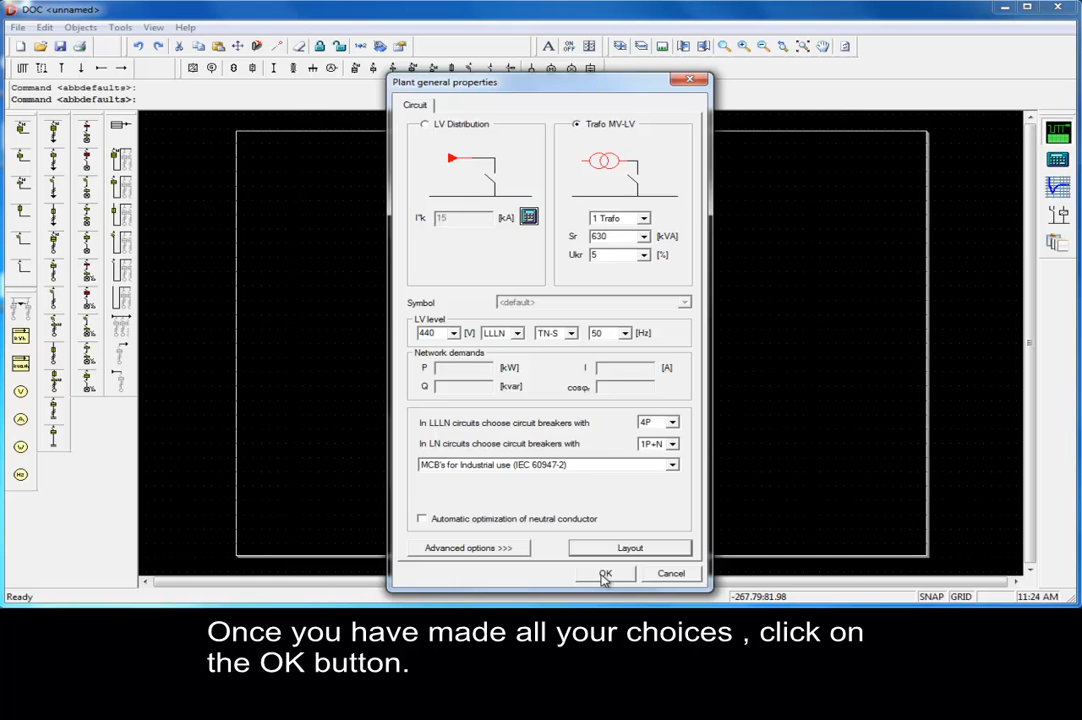 DOC <unnamed>
File Edit Objects Tools View Help
Command <abbdefaults>:
Command <abbdefaults>:
Plant general properties
Circuit
LV Distribution
Trafo MV-LV
I"k 15 [kA]
1 Trafo
Sr 630 [kVA]
Ukr 5 [%]
Symbol <default>
LV level
440 [V] LLLN TN-S 50 [Hz]
Network demands
P [kW] I [A]
Q [kvar] cosφ
In LLLN circuits choose circuit breakers with 4P
In LN circuits choose circuit breakers with 1P+N
MCB's for Industrial use (IEC 60947-2)
Automatic optimization of neutral conductor
Advanced options >>> Layout
OK Cancel
Ready -267.79:81.98 SNAP GRID 11:24 AM
Once you have made all your choices , click on
the OK button.